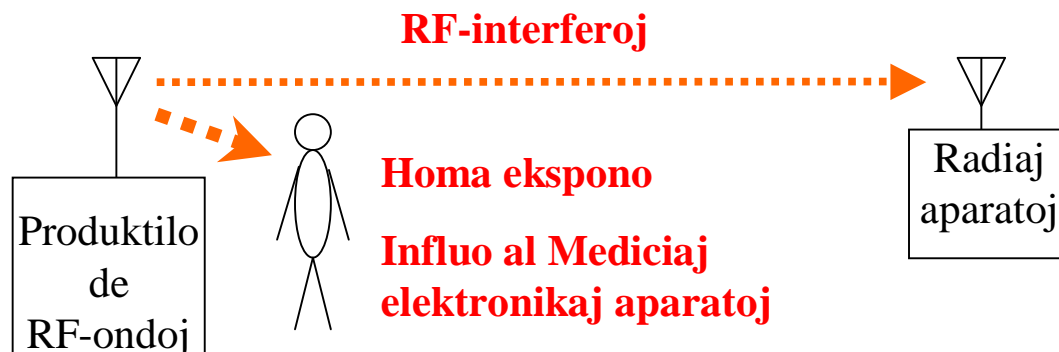 RF-interferoj
Produktilo
de
RF-ondoj
Homa ekspono
Influo al Mediciaj
elektronikaj aparatoj
Radiaj
aparatoj